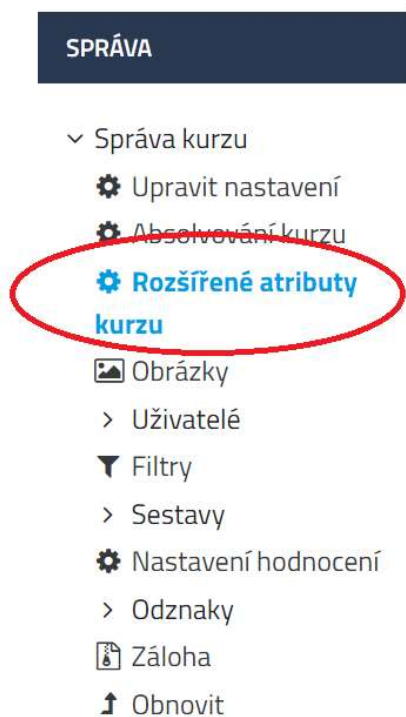 SPRÁVA
Správa kurzu
Upravit nastavení
Absolvování kurzu
Rozšířené atributy
kurzu
Obrázky
Uživatelé
Filtry
Sestavy
Nastavení hodnocení
Odznaky
Záloha
Obnovit